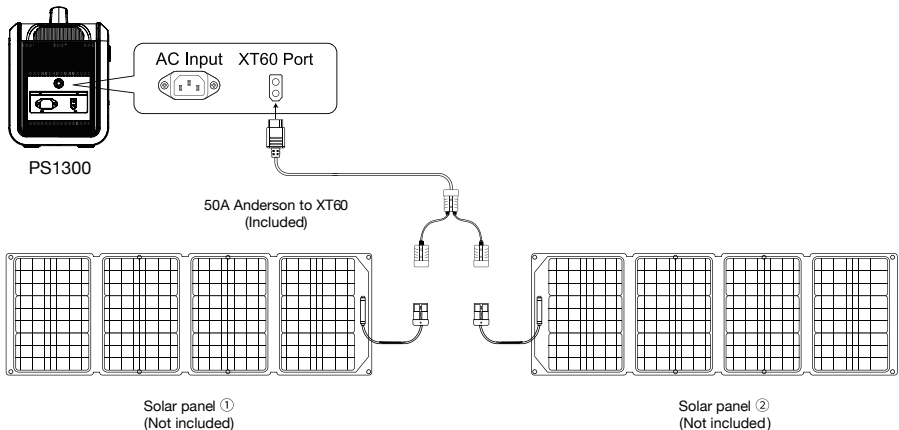 AC Input XT60 Port
PS1300
50A Anderson to XT60
(Included)
Solar panel ①
(Not included)
Solar panel ②
(Not included)